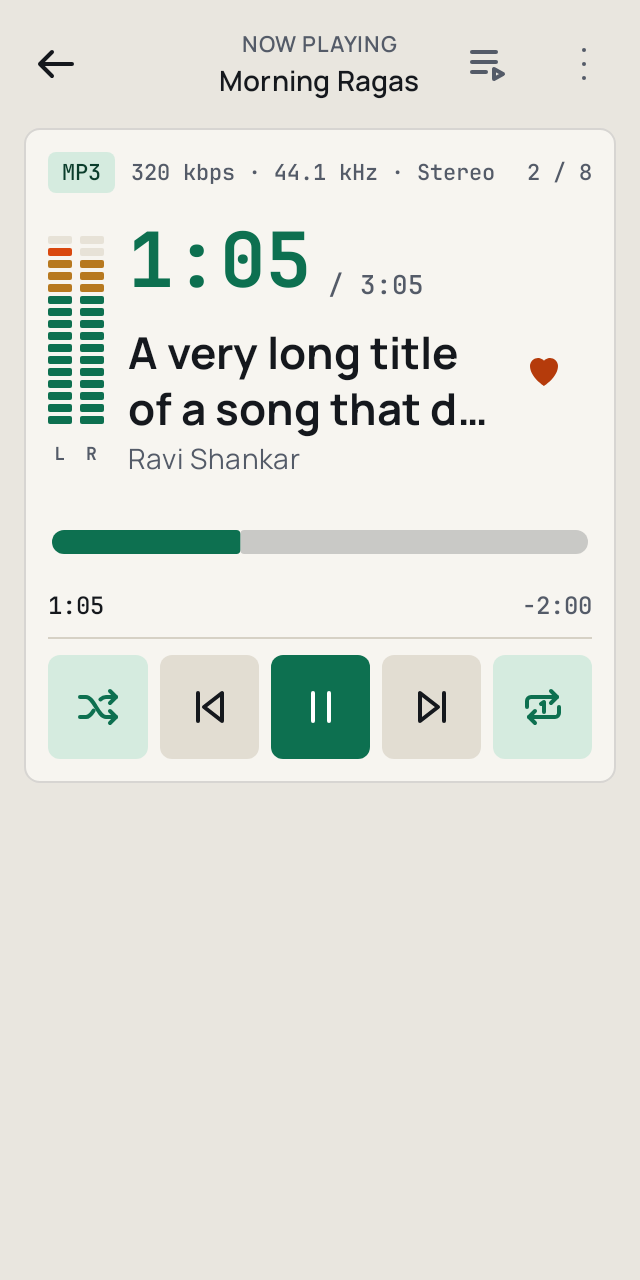 NOW PLAYING
Morning Ragas
MP3 320 kbps · 44.1 kHz · Stereo 2 / 8
1:05 / 3:05
A very long title
of a song that d…
L R
Ravi Shankar
1:05 -2:00
1